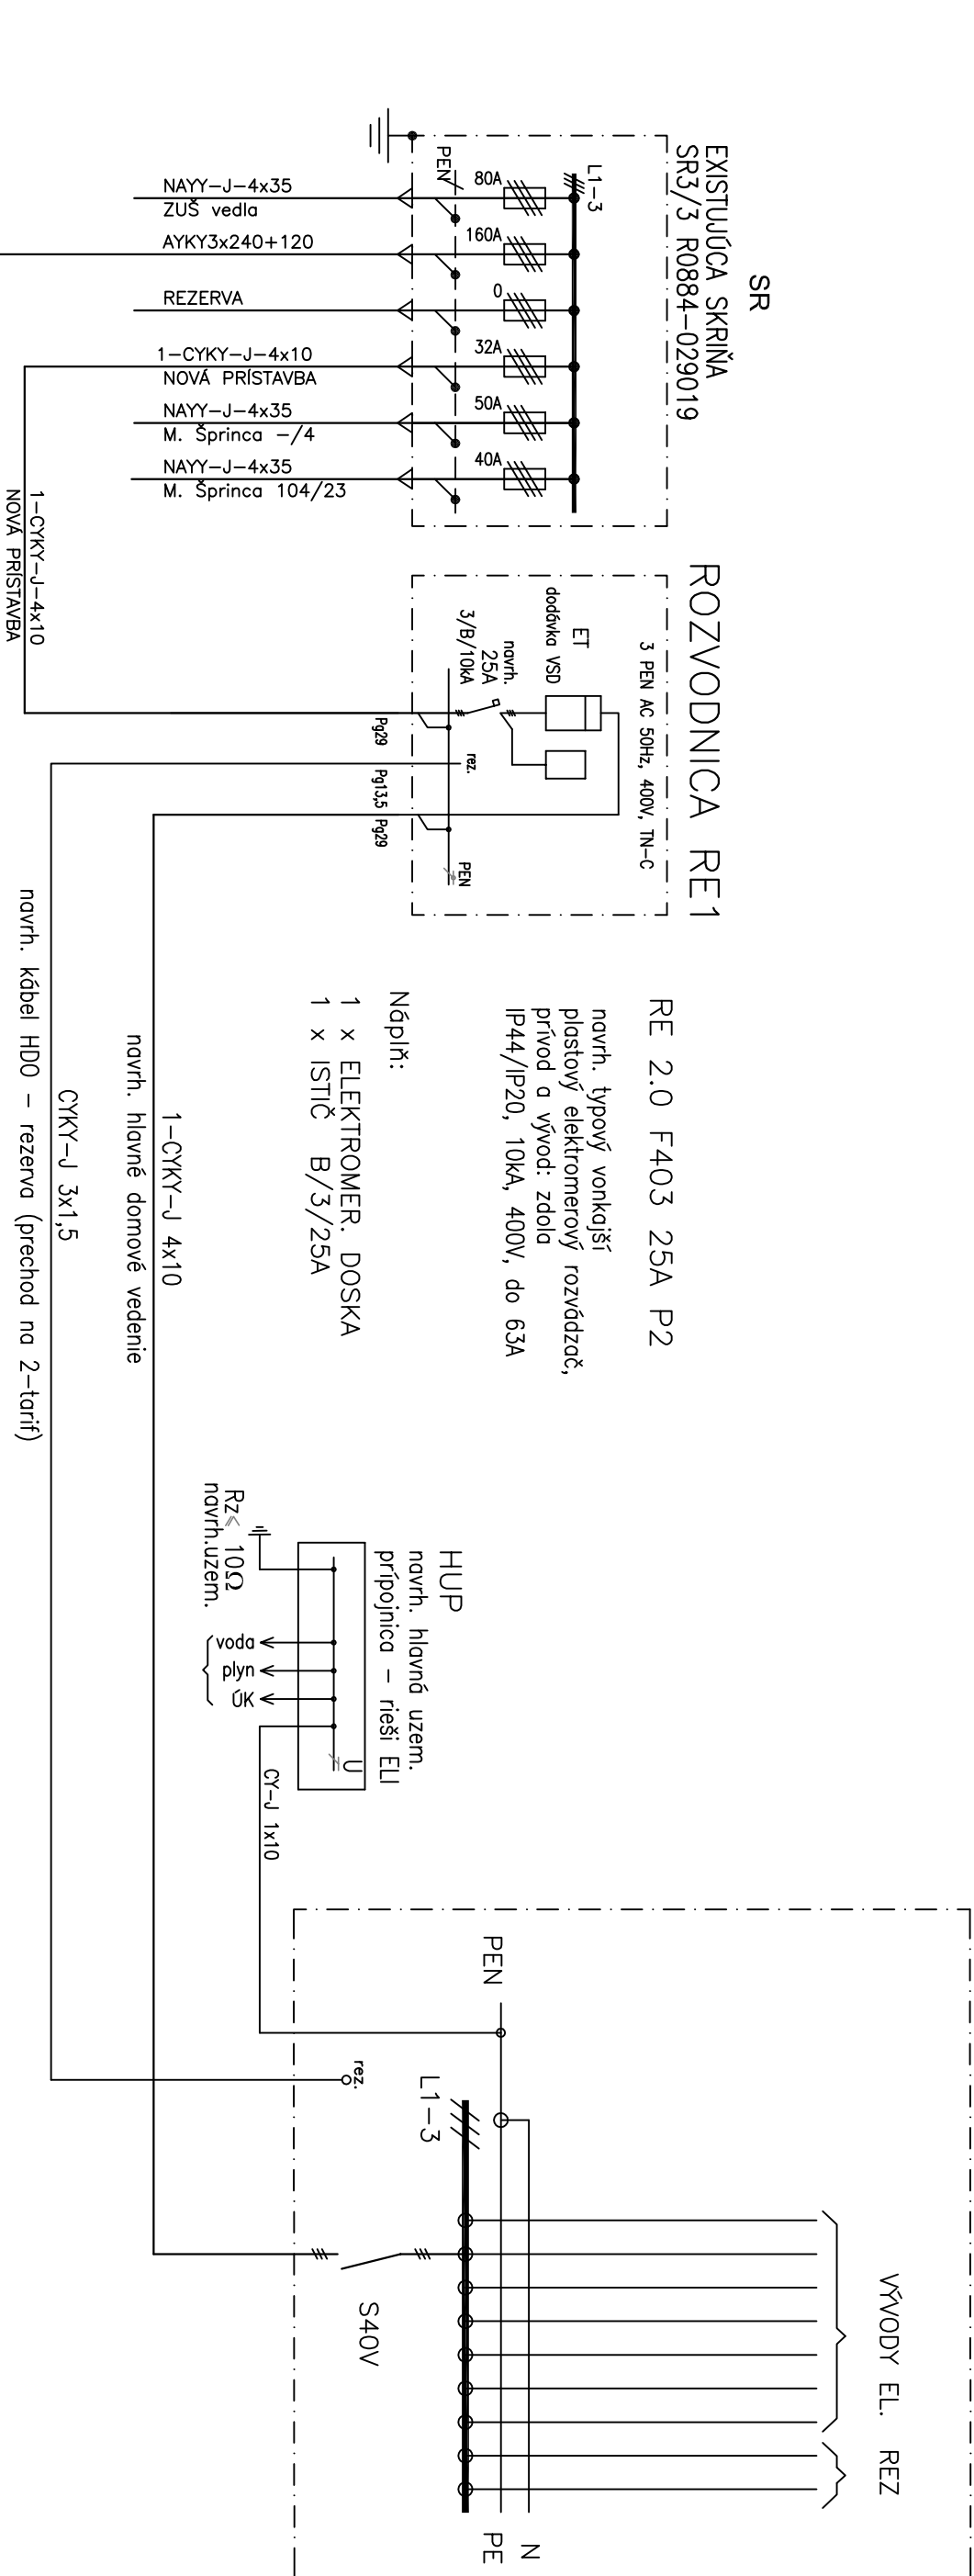 SR
EXISTUJÚCA SKRIŇA
SR3/3 R0884-029019
L1-3
PEN
80A
160A
0
32A
50A
40A
NAYY-J-4x35
ZUŠ vedla
AYKY3x240+120
REZERVA
1-CYKY-J-4x10
NOVÁ PRÍSTAVBA
NAYY-J-4x35
M. Šprinca -/4
NAYY-J-4x35
M. Šprinca 104/23
1-CYKY-J-4x10
NOVÁ PRÍSTAVBA
ROZVODNICA RE1
3 PEN AC 50Hz, 400V, TN-C
ET
dodávka VSD
navrh.
25A
3/B/10kA
rez.
PEN
Pg29
Pg13,5
Pg29
RE 2.0 F403 25A P2
navrh. typový vonkajší
plastový elektromerový rozvádzač,
prívod a vývod: zdola
IP44/IP20, 10kA, 400V, do 63A
Náplň:
1 x ELEKTROMER. DOSKA
1 x ISTIČ B/3/25A
1-CYKY-J 4x10
navrh. hlavné domové vedenie
CYKY-J 3x1,5
navrh. kábel HDO - rezerva (prechod na 2-tarif)
HUP
navrh. hlavná uzem.
prípojnica - rieši ELI
U
Rz≤ 10Ω
navrh.uzem.
voda
plyn
ÚK
CY-J 1x10
PEN
rez.
L1-3
S40V
VÝVODY EL. REZ
N
PE